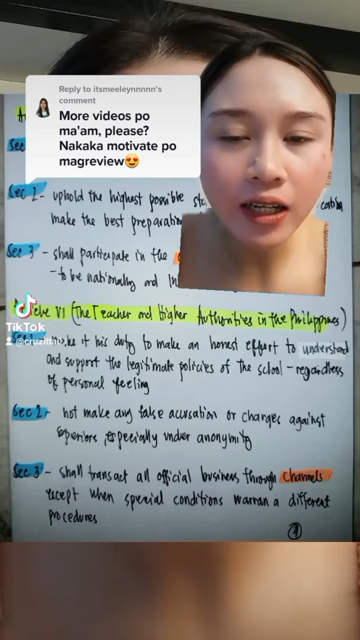 Reply to itsmeeleynnnnn's
comment
More videos po
ma'am, please?
Nakaka motivate po
magreview😍
A
Sec
Sec 2 - uphold the highest possible
make the best preparation
Sec 3 - shall participate in the
- to be nationally and
VI (The Teacher and Higher Authorities in the Philippines)
make it his duty to make an honest effort to understand
and support the legitimate policies of the school - regardless
of personal feeling
Sec 2 - not make any false accusation or charges against
superiors, especially under anonymity
Sec 3 - shall transact all official business through channels
except when special conditions warran a different
procedures
4
TikTok